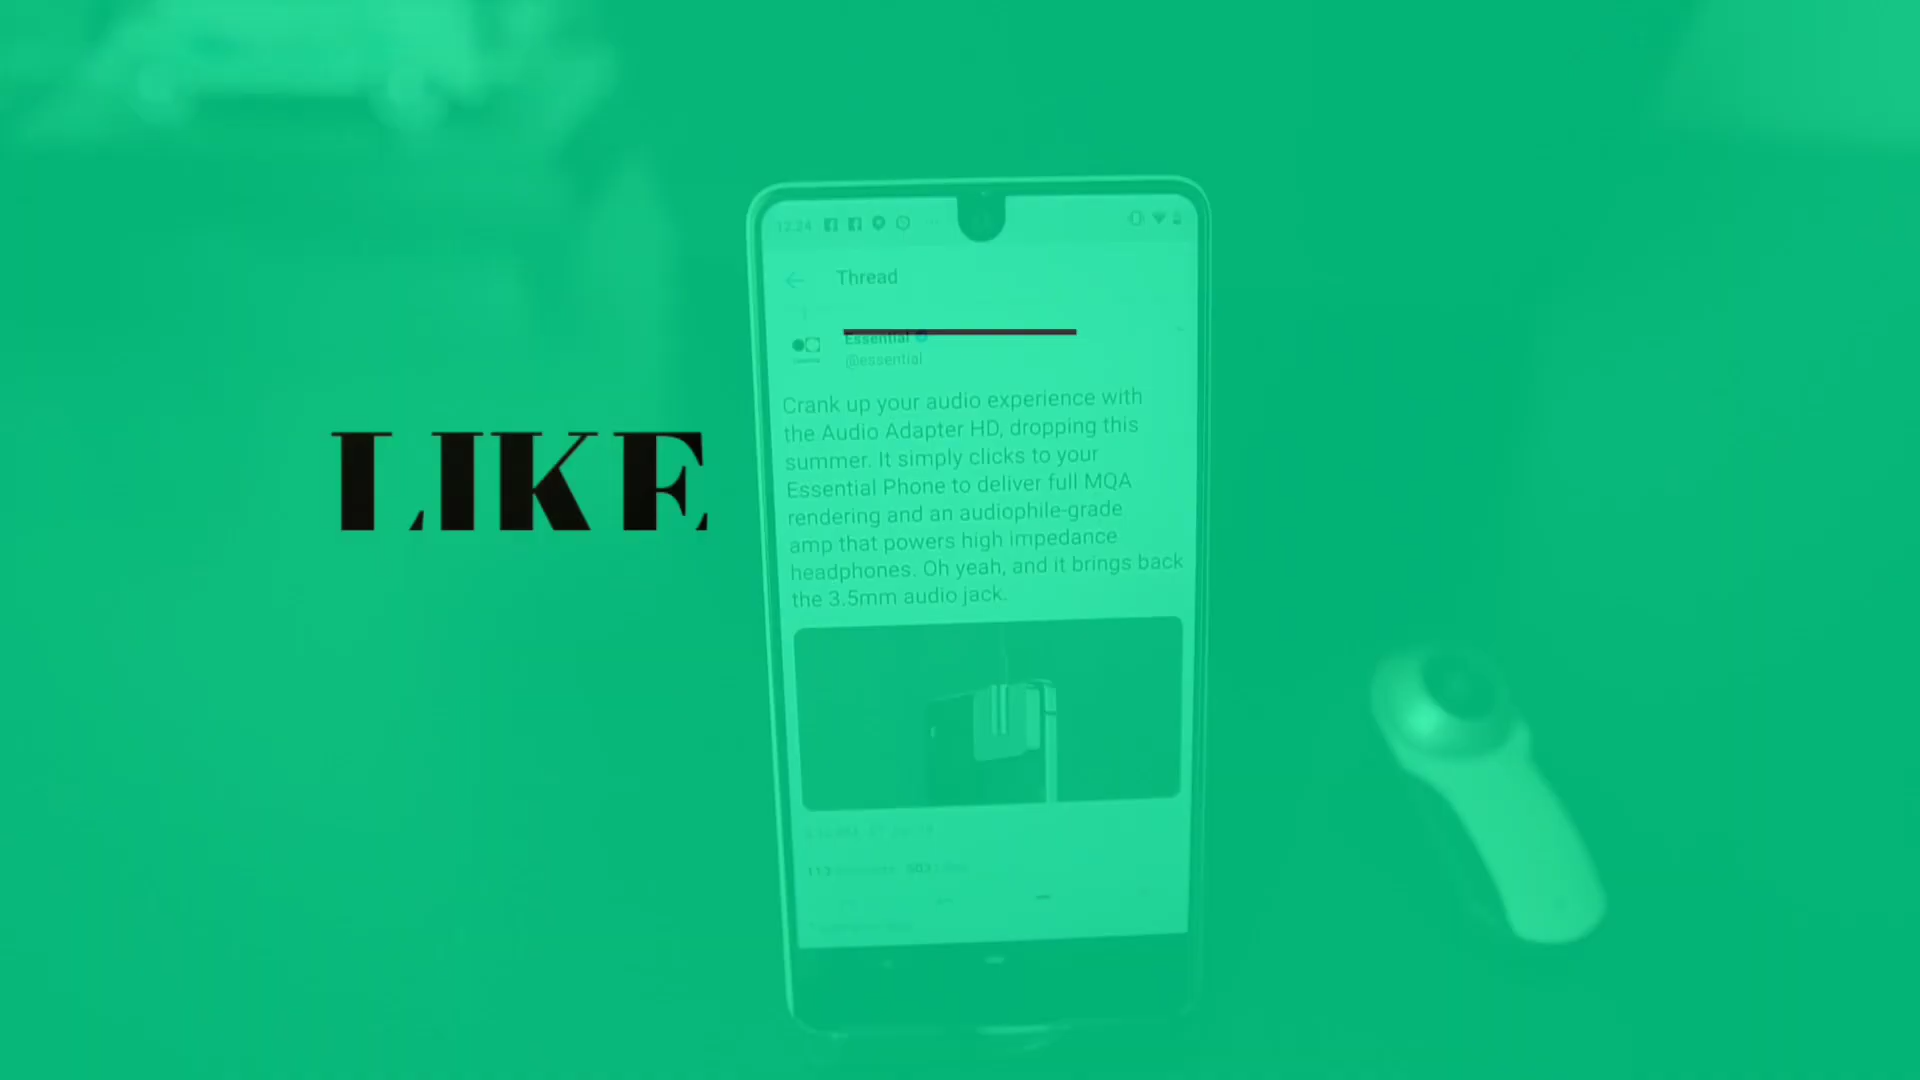 12:24
Thread
Essential
@essential
LIKE
Crank up your audio experience with
the Audio Adapter HD, dropping this
summer. It simply clicks to your
Essential Phone to deliver full MQA
rendering and an audiophile-grade
amp that powers high impedance
headphones. Oh yeah, and it brings back
the 3.5mm audio jack.